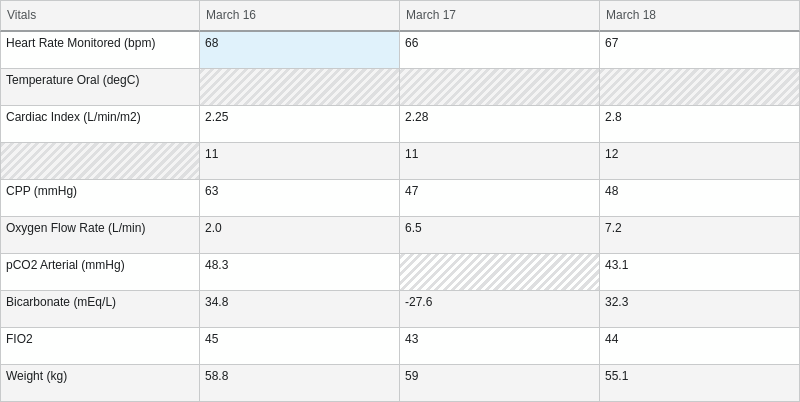 Vitals March 16 March 17 March 18
Heart Rate Monitored (bpm) 68 66 67
Temperature Oral (degC)
Cardiac Index (L/min/m2) 2.25 2.28 2.8
11 11 12
CPP (mmHg) 63 47 48
Oxygen Flow Rate (L/min) 2.0 6.5 7.2
pCO2 Arterial (mmHg) 48.3 43.1
Bicarbonate (mEq/L) 34.8 -27.6 32.3
FIO2 45 43 44
Weight (kg) 58.8 59 55.1